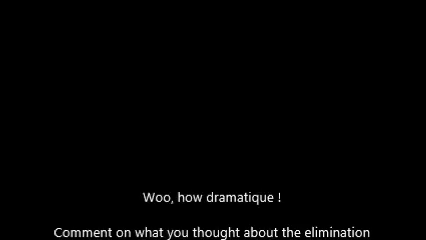 Woo, how dramatique !
Comment on what you thought about the elimination